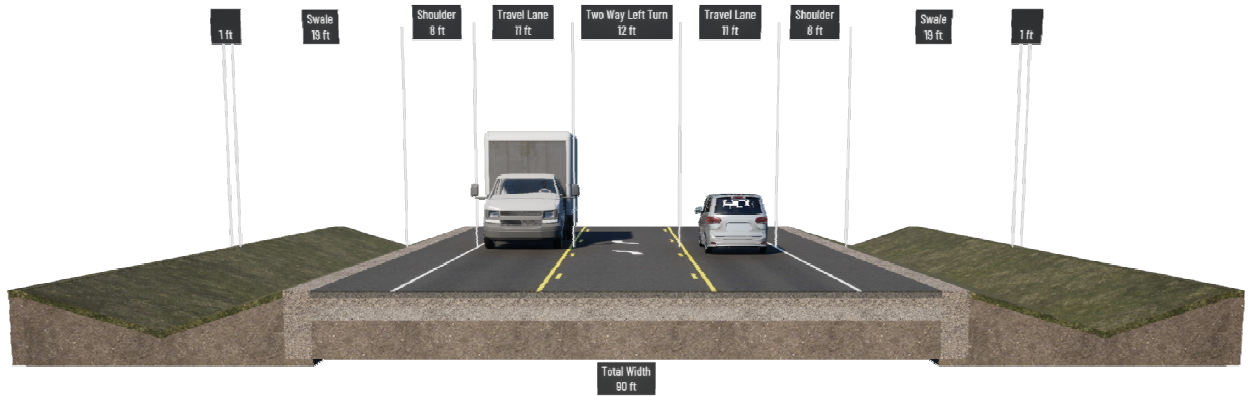 1 ft
Swale
19 ft
Shoulder
8 ft
Travel Lane
11 ft
Two Way Left Turn
12 ft
Travel Lane
11 ft
Shoulder
8 ft
Swale
19 ft
1 ft
Total Width
90 ft